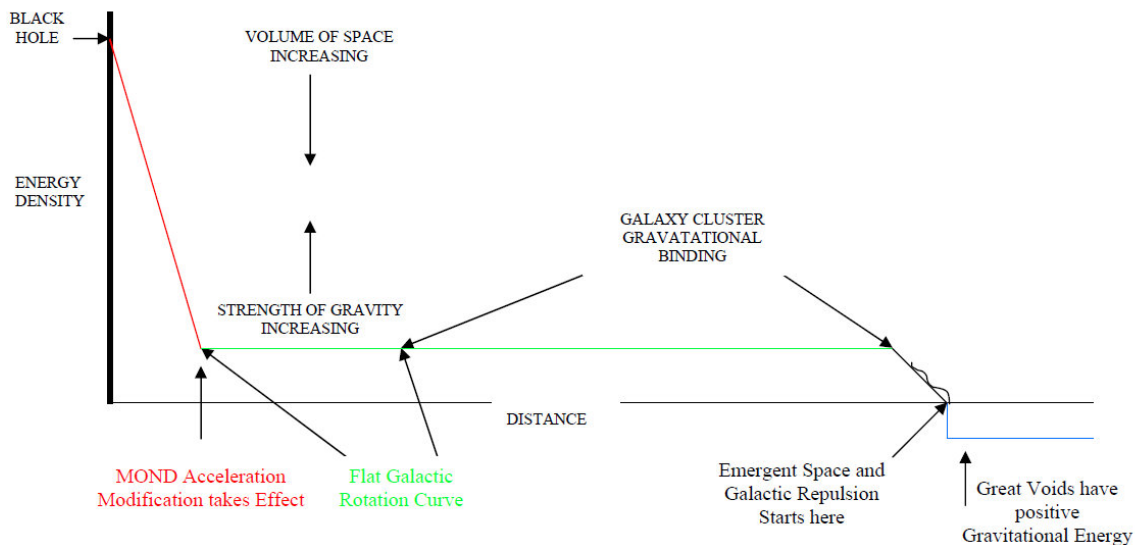 BLACK
HOLE
VOLUME OF SPACE
INCREASING
ENERGY
DENSITY
GALAXY CLUSTER
GRAVATATIONAL
BINDING
STRENGTH OF GRAVITY
INCREASING
DISTANCE
MOND Acceleration
Modification takes Effect
Flat Galactic
Rotation Curve
Emergent Space and
Galactic Repulsion
Starts here
Great Voids have
positive
Gravitational Energy